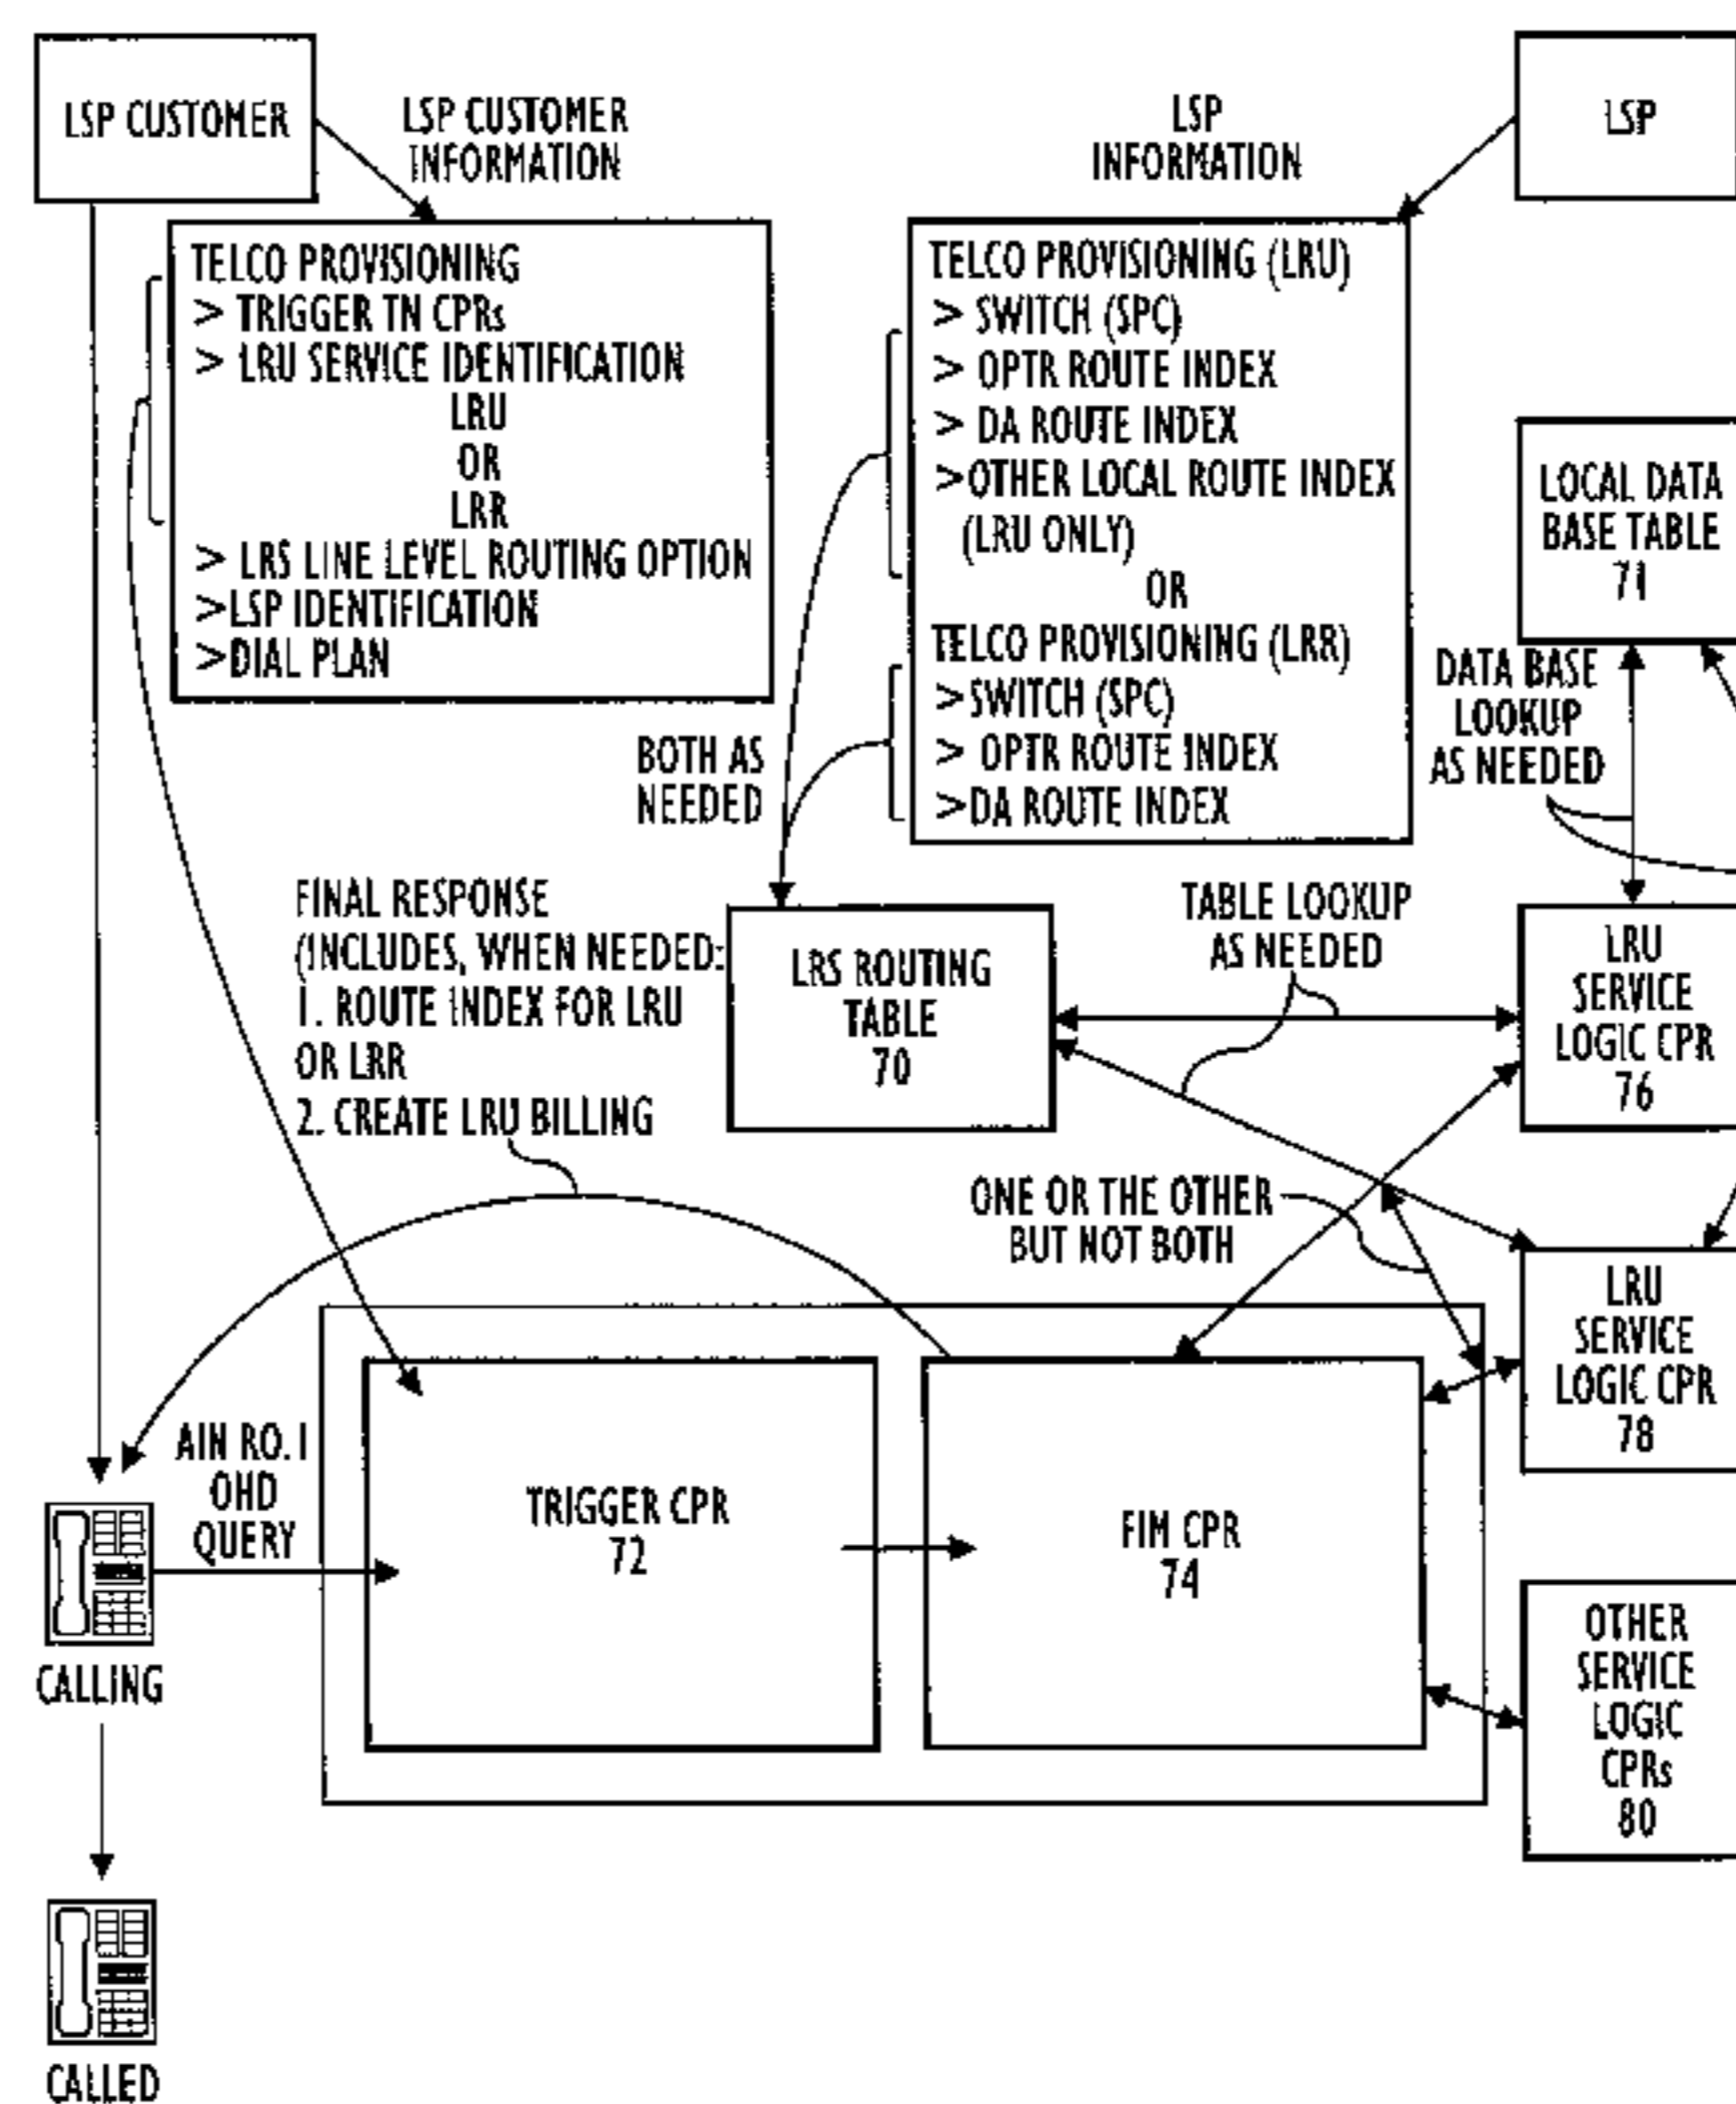 LSP CUSTOMER
LSP CUSTOMER
INFORMATION
LSP
INFORMATION
LSP
TELCO PROVISIONING
> TRIGGER TN CPRs
> LRU SERVICE IDENTIFICATION
LRU
OR
LRR
> LRS LINE LEVEL ROUTING OPTION
>LSP IDENTIFICATION
>DIAL PLAN
TELCO PROVISIONING (LRU)
> SWITCH (SPC)
> OPTR ROUTE INDEX
> DA ROUTE INDEX
>OTHER LOCAL ROUTE INDEX
(LRU ONLY)
OR
TELCO PROVISIONING (LRR)
>SWITCH (SPC)
> OPTR ROUTE INDEX
>DA ROUTE INDEX
LOCAL DATA
BASE TABLE
71
DATA BASE
LOOKUP
AS NEEDED
BOTH AS
NEEDED
FINAL RESPONSE
(INCLUDES, WHEN NEEDED:
1. ROUTE INDEX FOR LRU
OR LRR
2. CREATE LRU BILLING
LRS ROUTING
TABLE
70
TABLE LOOKUP
AS NEEDED
LRU
SERVICE
LOGIC CPR
76
ONE OR THE OTHER
BUT NOT BOTH
LRU
SERVICE
LOGIC CPR
78
AIN RO.1
OHD
QUERY
TRIGGER CPR
72
FIM CPR
74
OTHER
SERVICE
LOGIC
CPRs
80
CALLING
CALLED